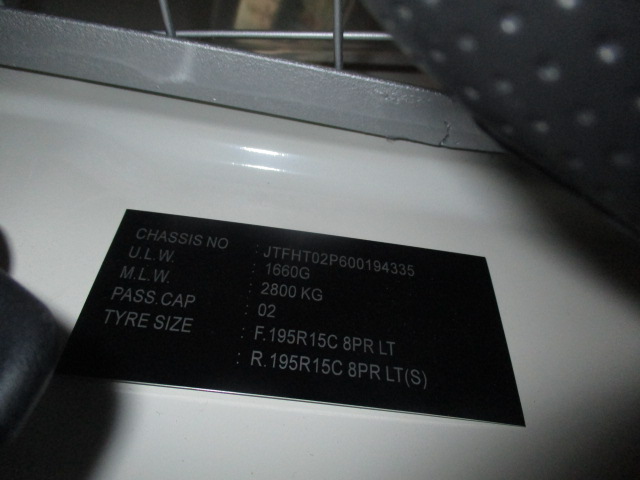 CHASSIS NO : JTFHT02P600194335
U.L.W. : 1660G
M.L.W. : 2800 KG
PASS.CAP : 02
TYRE SIZE : F.195R15C 8PR LT
: R.195R15C 8PR LT(S)